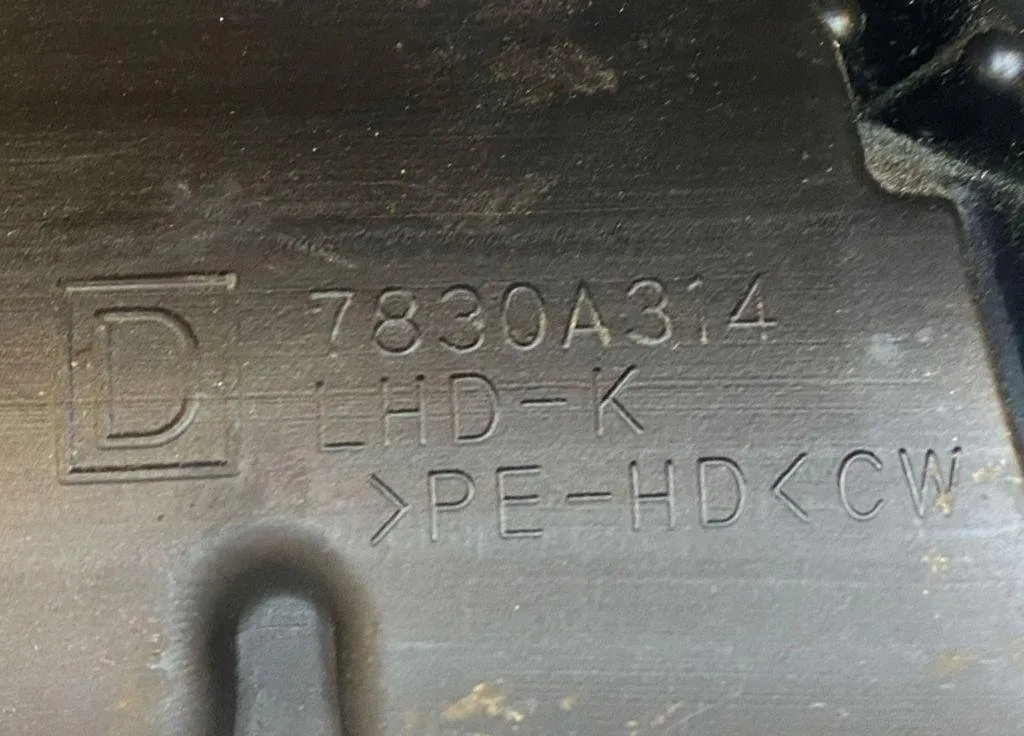 D
7830A314
LHD-K
>PE-HD<CW